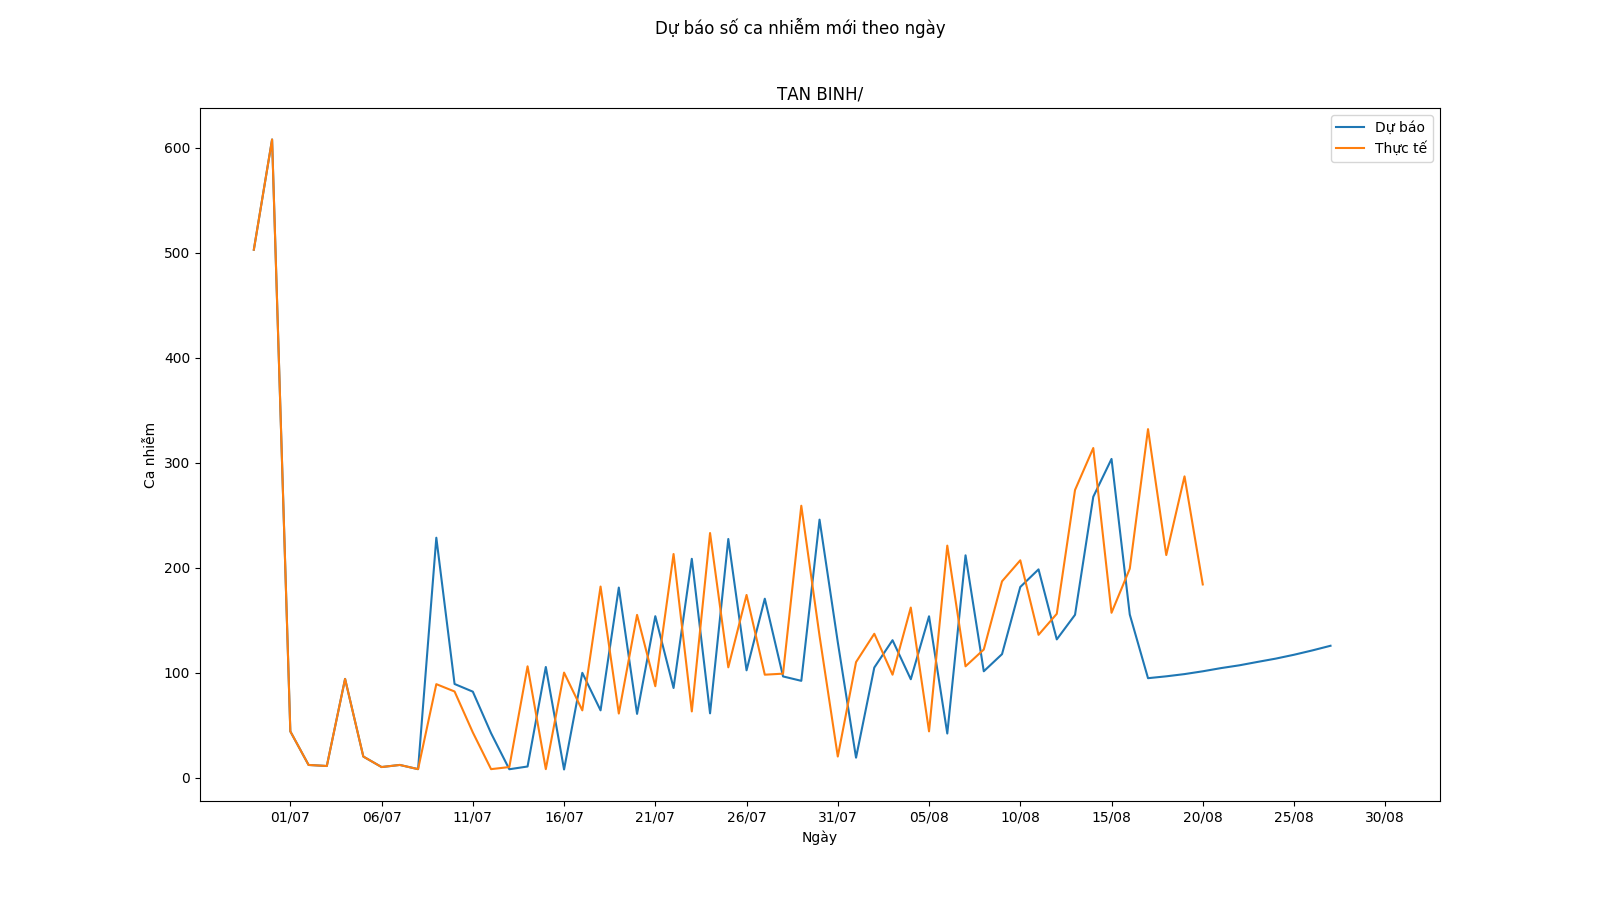 Dự báo số ca nhiễm mới theo ngày
TAN BINH/
Dự báo
Thực tế
600
500
400
300
200
100
0
Ca nhiễm
01/07 06/07 11/07 16/07 21/07 26/07 31/07 05/08 10/08 15/08 20/08 25/08 30/08
Ngày